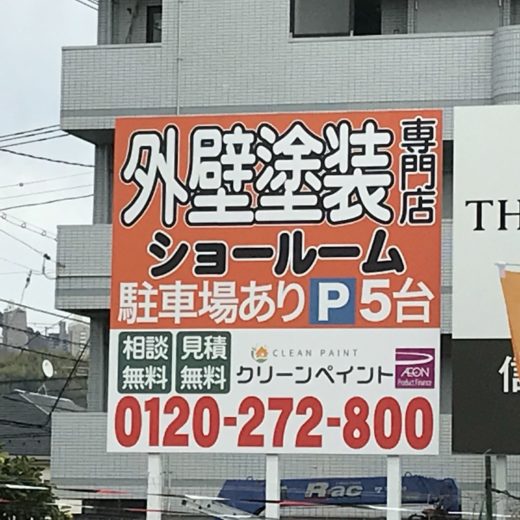 外壁塗装専門店
ショールーム
駐車場あり P 5台
相談無料 見積無料
CLEAN PAINT
クリーンペイント
AEON
Product Finance
0120-272-800
TH
信
Rac